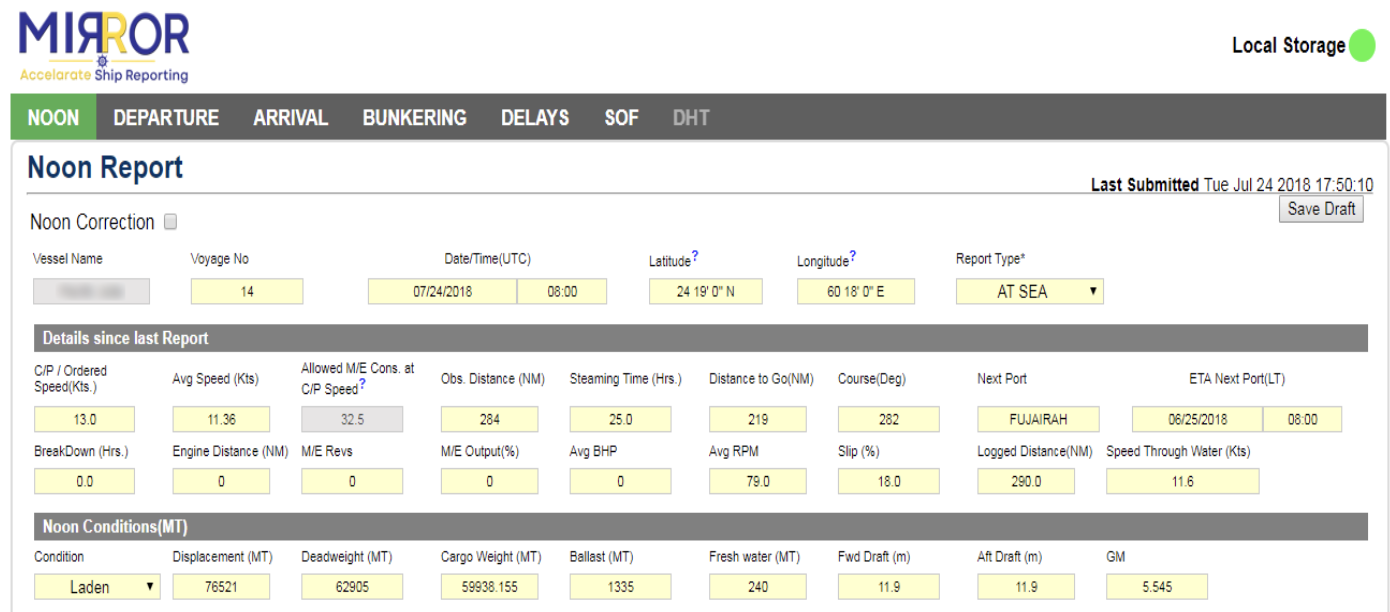 MIRROR
Accelarate Ship Reporting
Local Storage
NOON DEPARTURE ARRIVAL BUNKERING DELAYS SOF DHT
Noon Report
Last Submitted Tue Jul 24 2018 17:50:10
Save Draft
Noon Correction
Vessel Name Voyage No Date/Time(UTC) Latitude? Longitude? Report Type*
14 07/24/2018 08:00 24 19' 0" N 60 18' 0" E AT SEA
Details since last Report
C/P / Ordered Speed(Kts.) Avg Speed (Kts) Allowed M/E Cons. at C/P Speed? Obs. Distance (NM) Steaming Time (Hrs.) Distance to Go(NM) Course(Deg) Next Port ETA Next Port(LT)
13.0 11.36 32.5 284 25.0 219 282 FUJAIRAH 06/25/2018 08:00
BreakDown (Hrs.) Engine Distance (NM) M/E Revs M/E Output(%) Avg BHP Avg RPM Slip (%) Logged Distance(NM) Speed Through Water (Kts)
0.0 0 0 0 0 79.0 18.0 290.0 11.6
Noon Conditions(MT)
Condition Displacement (MT) Deadweight (MT) Cargo Weight (MT) Ballast (MT) Fresh water (MT) Fwd Draft (m) Aft Draft (m) GM
Laden 76521 62905 59938.155 1335 240 11.9 11.9 5.545